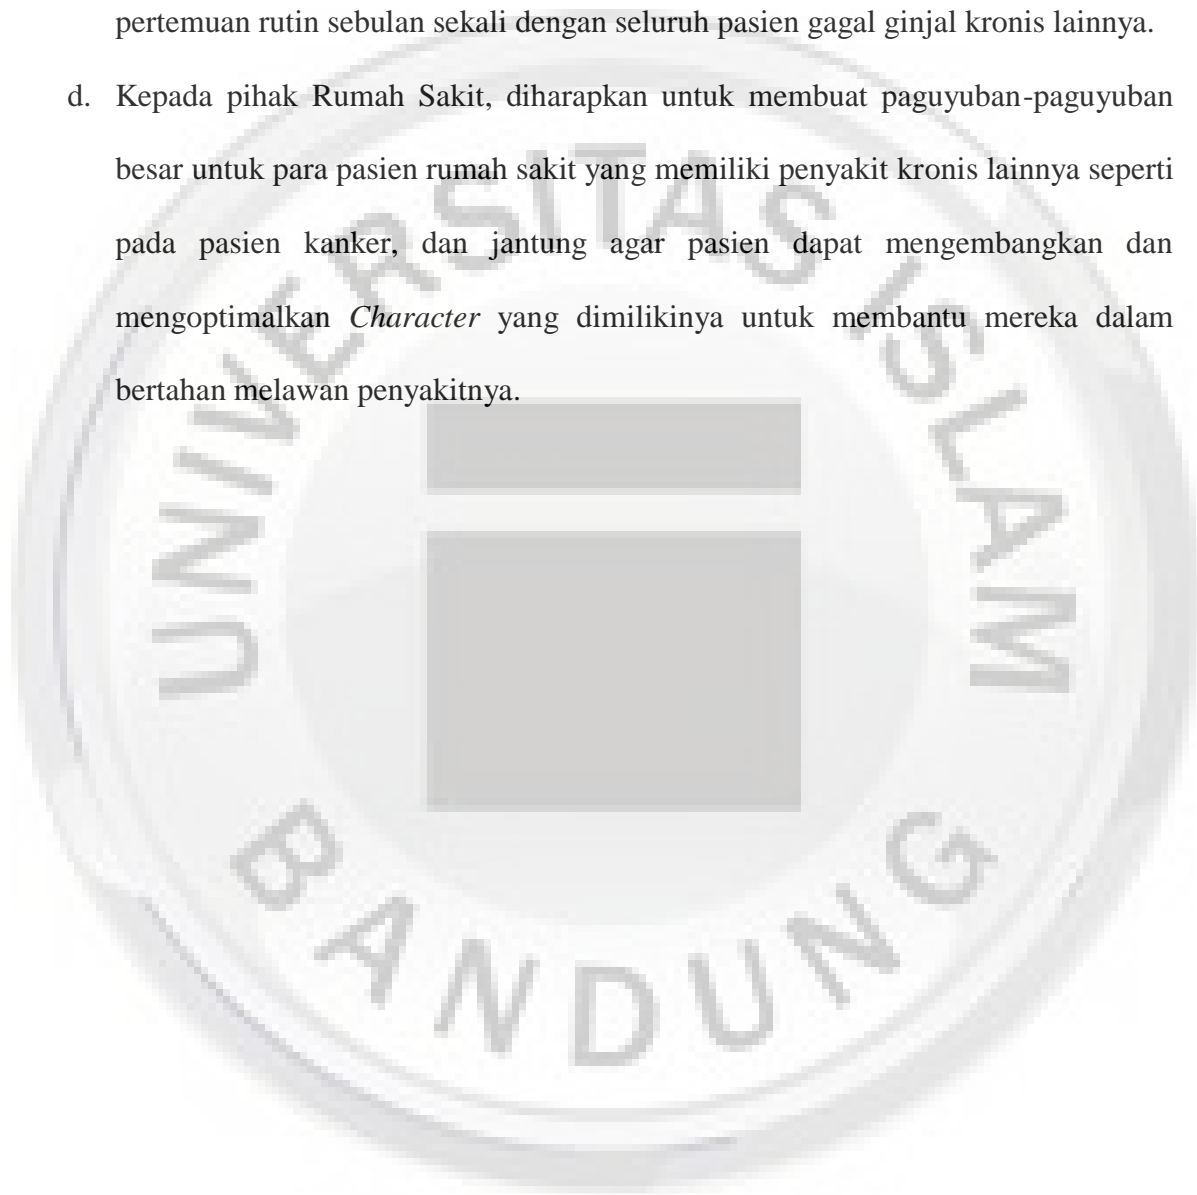 pertemuan rutin sebulan sekali dengan seluruh pasien gagal ginjal kronis lainnya.
d. Kepada pihak Rumah Sakit, diharapkan untuk membuat paguyuban-paguyuban
besar untuk para pasien rumah sakit yang memiliki penyakit kronis lainnya seperti
pada pasien kanker, dan jantung agar pasien dapat mengembangkan dan
mengoptimalkan Character yang dimilikinya untuk membantu mereka dalam
bertahan melawan penyakitnya.
UNIVERSITAS ISLAM
BANDUNG